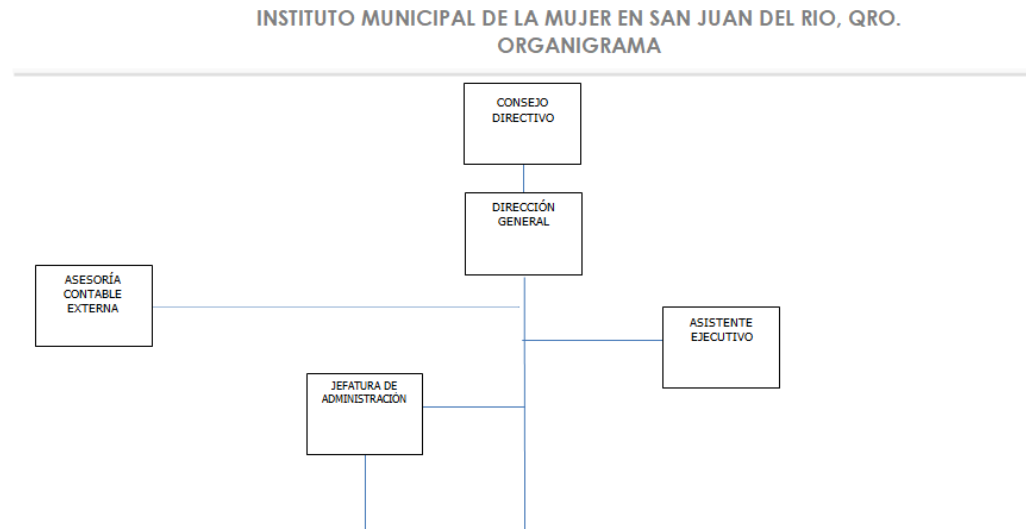 INSTITUTO MUNICIPAL DE LA MUJER EN SAN JUAN DEL RIO, QRO.
ORGANIGRAMA
CONSEJO
DIRECTIVO
DIRECCIÓN
GENERAL
ASESORÍA
CONTABLE
EXTERNA
ASISTENTE
EJECUTIVO
JEFATURA DE
ADMINISTRACIÓN